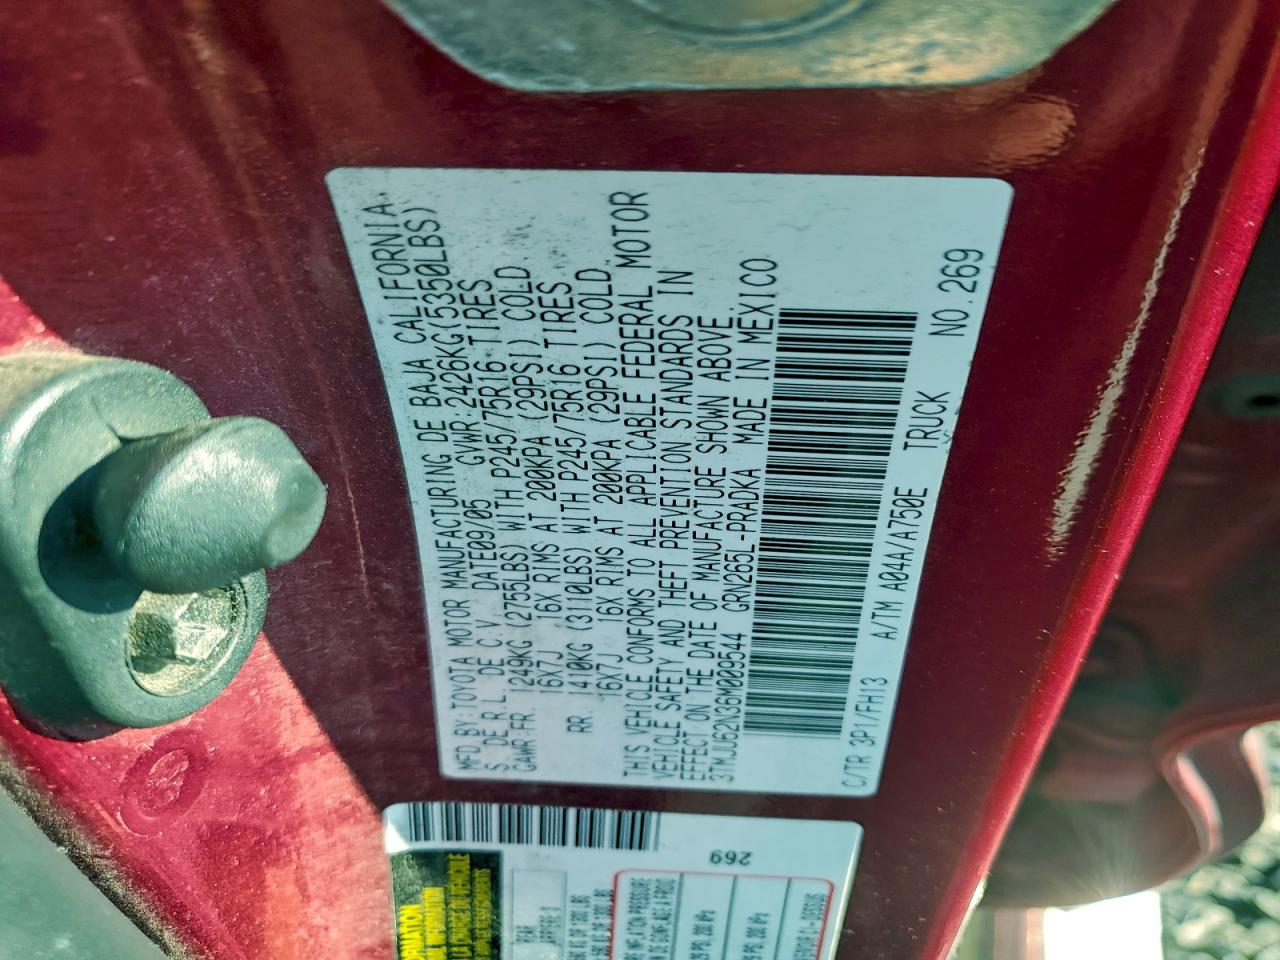 MFD.BY:TOYOTA MOTOR MANUFACTURING DE BAJA CALIFORNIA.
S. DE R.L. DE C.V. DATE09/05 GVWR:2426KG(5350LBS)
GAWR:FR. 1249KG (2755LBS) WITH P245/75R16 TIRES
16X7J ,16X RIMS AT 200KPA (29PSI) COLD
RR. 1410KG (3110LBS) WITH P245/75R16 TIRES
16X7J ,16X RIMS AT 200KPA (29PSI) COLD.
THIS VEHICLE CONFORMS TO ALL APPLICABLE FEDERAL MOTOR
VEHICLE SAFETY AND THEFT PREVENTION STANDARDS IN
EFFECT ON THE DATE OF MANUFACTURE SHOWN ABOVE.
3TMJU62N36M009544 GRN265L-PRADKA MADE IN MEXICO
C/TR 3P1/FH13 A/TM A04A/A750E TRUCK NO.269
269
REAR